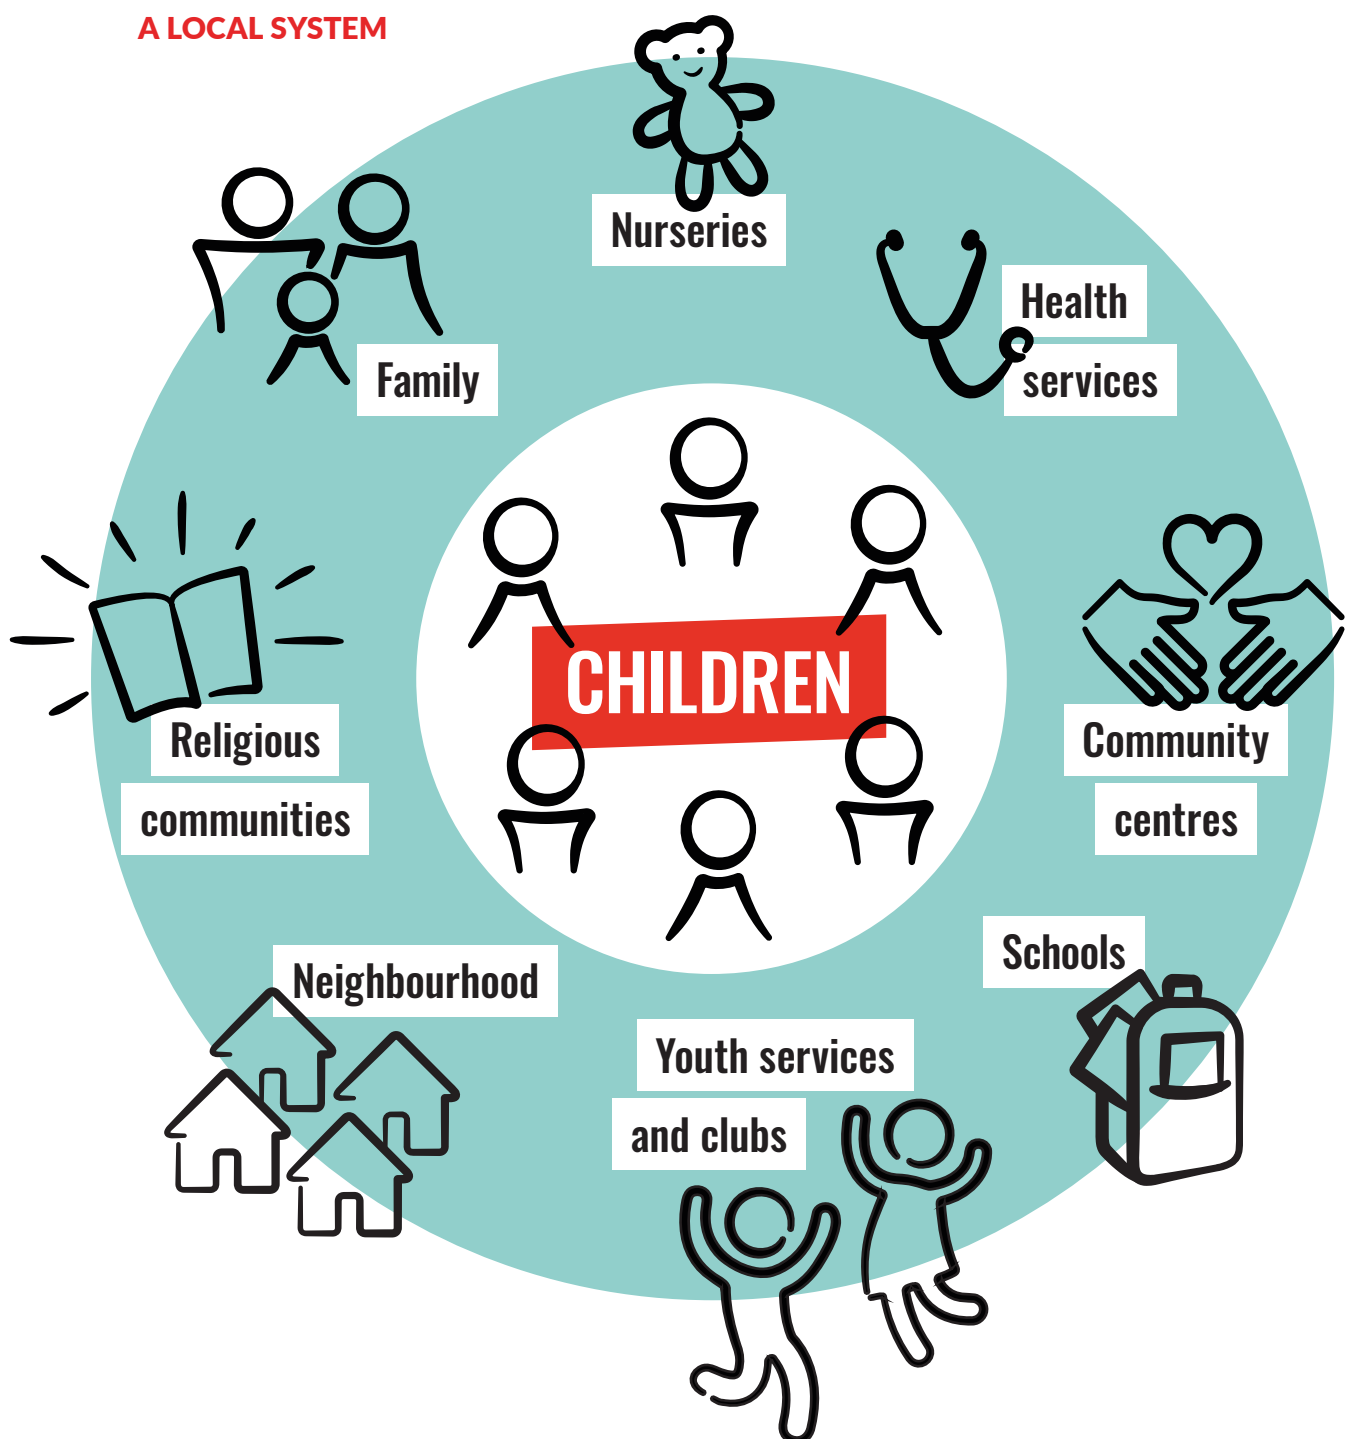 A LOCAL SYSTEM
Nurseries
Health
services
Family
CHILDREN
Religious
communities
Community
centres
Schools
Neighbourhood
Youth services
and clubs